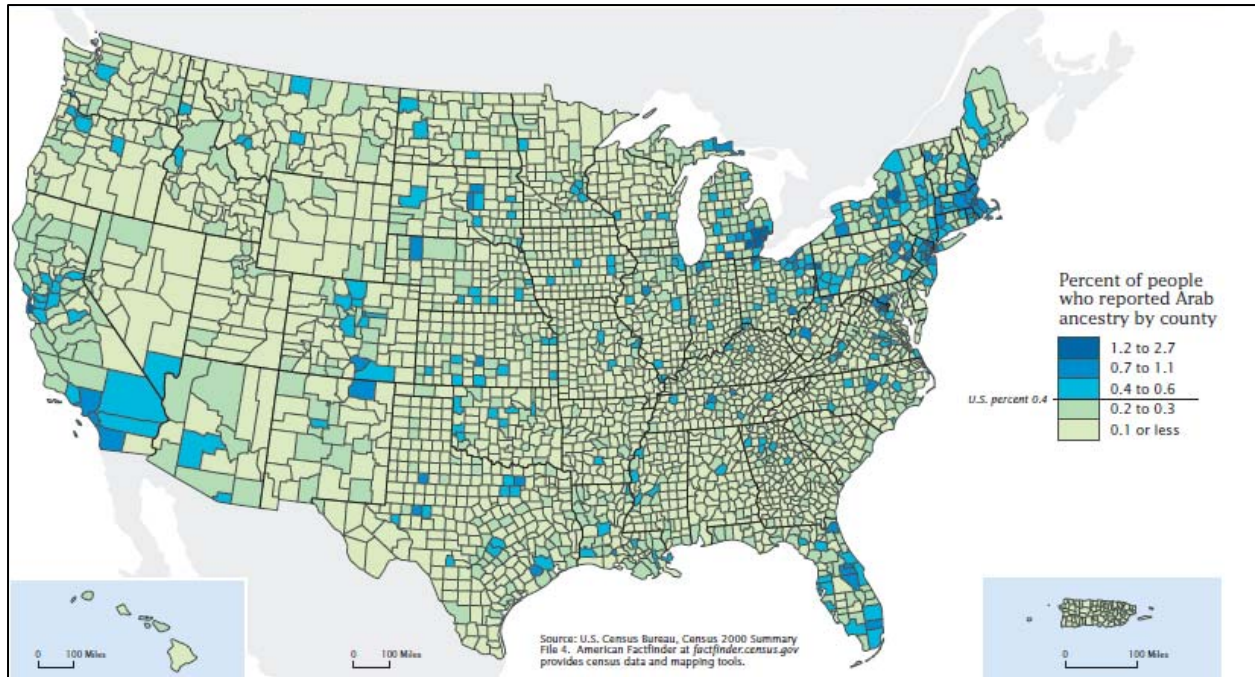 Percent of people
who reported Arab
ancestry by county
1.2 to 2.7
0.7 to 1.1
0.4 to 0.6
U.S. percent 0.4
0.2 to 0.3
0.1 or less
Source: U.S. Census Bureau, Census 2000 Summary
File 4. American Factfinder at factfinder.census.gov
provides census data and mapping tools.
0 100 Miles
0 100 Miles
0 100 Miles